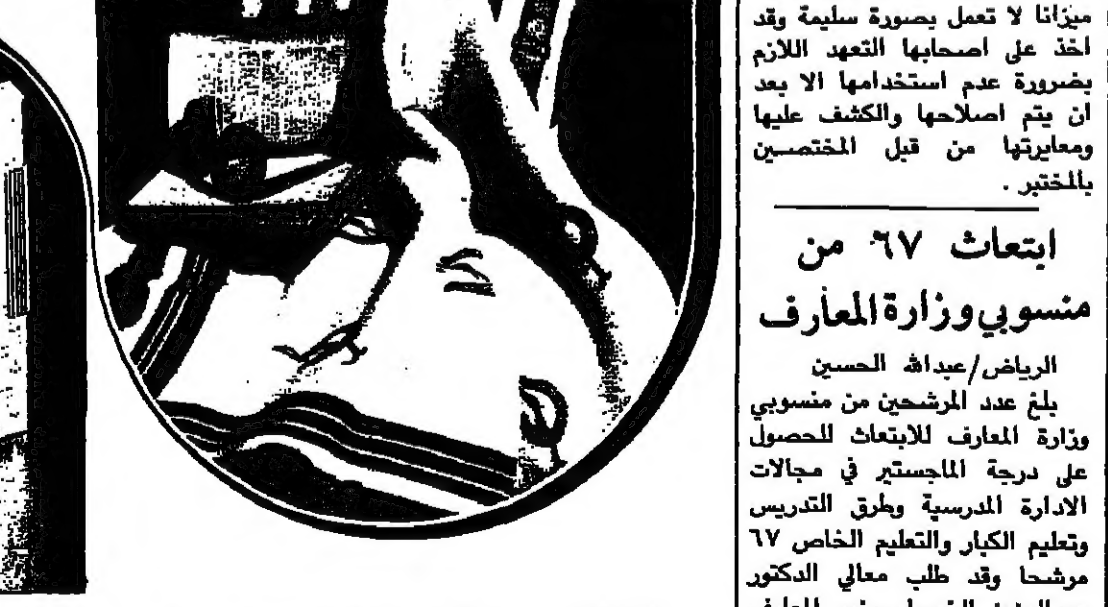 ميزانا لا تعمل بصورة سليمة وقد
اخذ على اصحابها التعهد اللازم
بضرورة عدم استخدامها الا بعد
ان يتم اصلاحها والكشف عليها
ومعايرتها من قبل المختصين
بالمختبر .
ابتعاث ٦٧ من
منسوبي وزارة المعارف
الرياض/عبدالله الحسين
بلغ عدد المرشحين من منسوبي
وزارة المعارف للابتعاث للحصول
على درجة الماجستير في مجالات
الادارة المدرسية وطرق التدريس
وتعليم الكبار والتعليم الخاص ٦٧
مرشحا وقد طلب معالي الدكتور